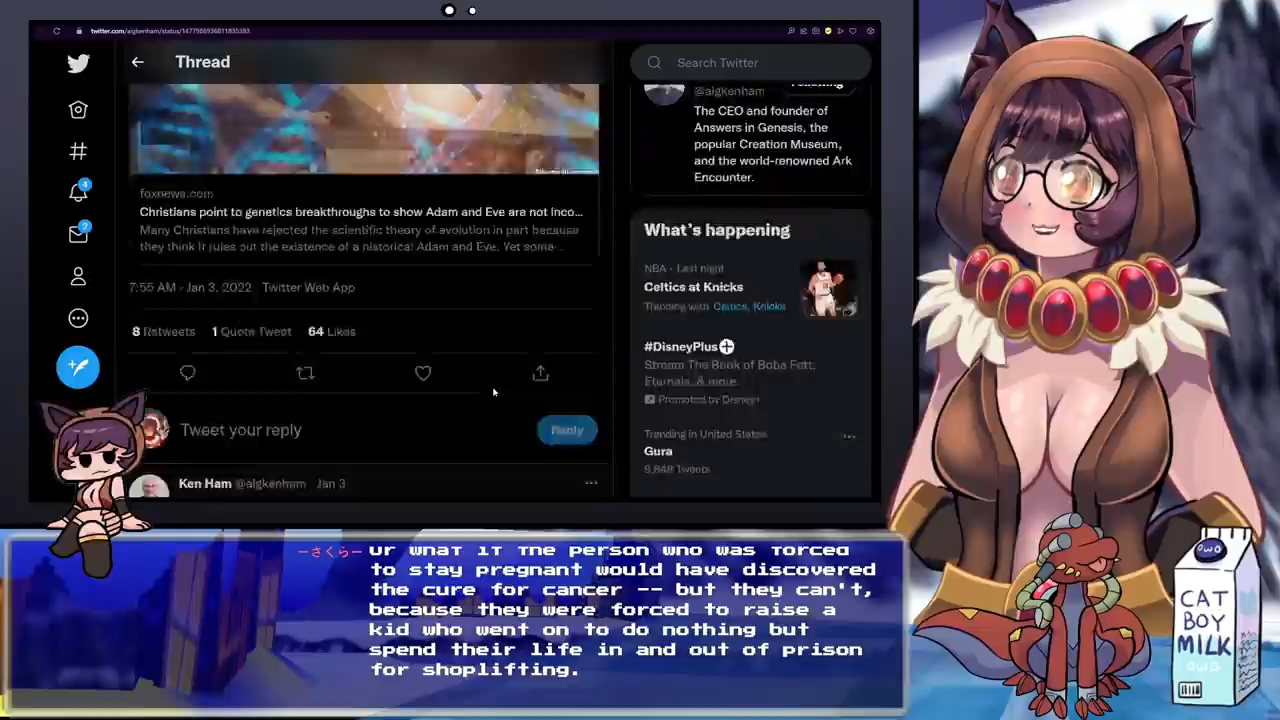 twitter.com/aigkenham/status/1477986936811835393
Thread
Search Twitter
@aigkenham
The CEO and founder of
Answers in Genesis, the
popular Creation Museum,
and the world-renowned Ark
Encounter.
foxnews.com
Christians point to genetics breakthroughs to show Adam and Eve are not inco...
Many Christians have rejected the scientific theory of evolution in part because
they think it rules out the existence of a historical Adam and Eve. Yet some
7:55 AM · Jan 3, 2022 Twitter Web App
8 Retweets 1 Quote Tweet 64 Likes
Tweet your reply
Reply
Ken Ham @aigkenham Jan 3
What's happening
NBA · Last night
Celtics at Knicks
Trending with Celtics, Knicks
#DisneyPlus
Stream The Book of Boba Fett,
Eternals, & more.
Promoted by Disney+
Trending in United States
Gura
9,848 Tweets
4
ーさくらー Or what if the person who was forced
to stay pregnant would have discovered
the cure for cancer -- but they can't,
because they were forced to raise a
kid who went on to do nothing but
spend their life in and out of prison
for shoplifting.
OWO
CAT
BOY
MILK
OWO